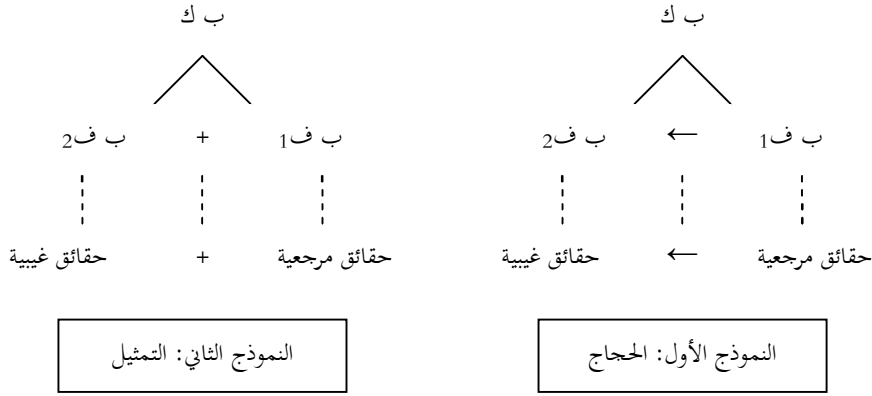 ب ك ب ك
ب ف1 ← ب ف2 ب ف1 + ب ف2
حقائق مرجعية ← حقائق غيبية حقائق مرجعية + حقائق غيبية
النموذج الأول: الحجاج النموذج الثاني: التمثيل